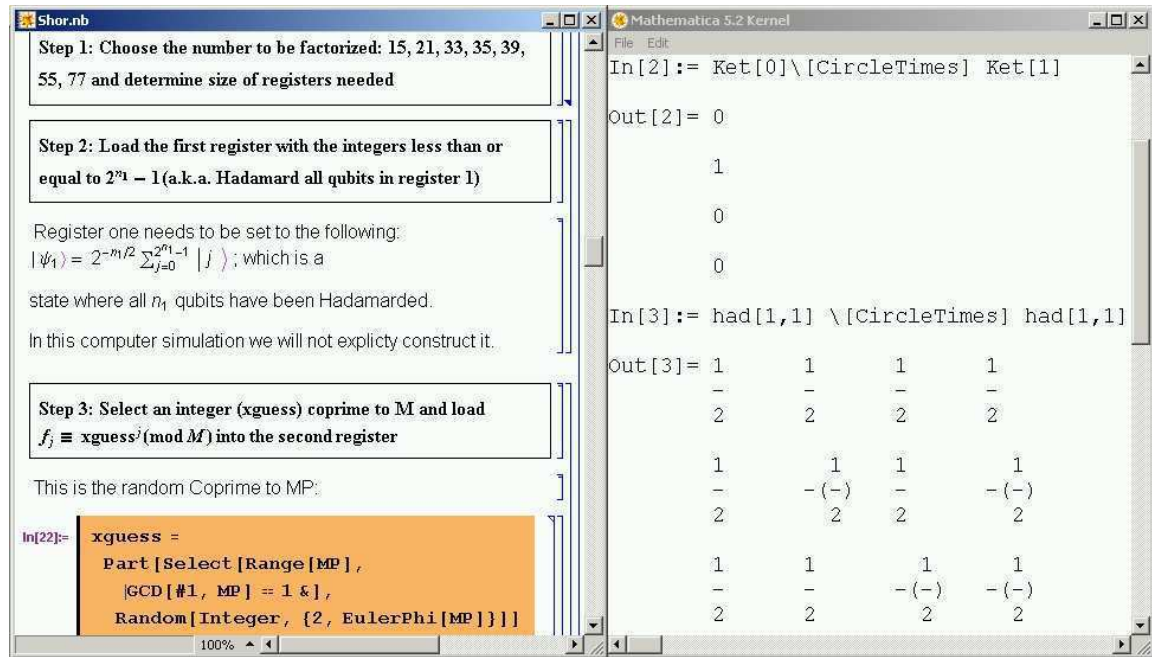 Shor.nb
Step 1: Choose the number to be factorized: 15, 21, 33, 35, 39,
55, 77 and determine size of registers needed
Step 2: Load the first register with the integers less than or
equal to 2^{n₁} − 1 (a.k.a. Hadamard all qubits in register 1)
Register one needs to be set to the following:
|ψ₁⟩ = 2^{-n₁/2} ∑_{j=0}^{2^{n₁}-1} | j ⟩ ; which is a
state where all n₁ qubits have been Hadamarded.
In this computer simulation we will not explicty construct it.
Step 3: Select an integer (xguess) coprime to M and load
f_j ≡ xguess^j (mod M) into the second register
This is the random Coprime to MP:
In[22]:= xguess =
Part[Select[Range[MP],
GCD[#1, MP] == 1 &],
Random[Integer, {2, EulerPhi[MP]}]]
100%
Mathematica 5.2 Kernel
File Edit
In[2]:= Ket[0]\[CircleTimes] Ket[1]
Out[2]= 0
1
0
0
In[3]:= had[1,1] \[CircleTimes] had[1,1]
Out[3]= 1 1 1 1
- - - -
2 2 2 2
1 1 1 1
- -(-) - -(-)
2 2 2 2
1 1 1 1
- - -(-) -(-)
2 2 2 2